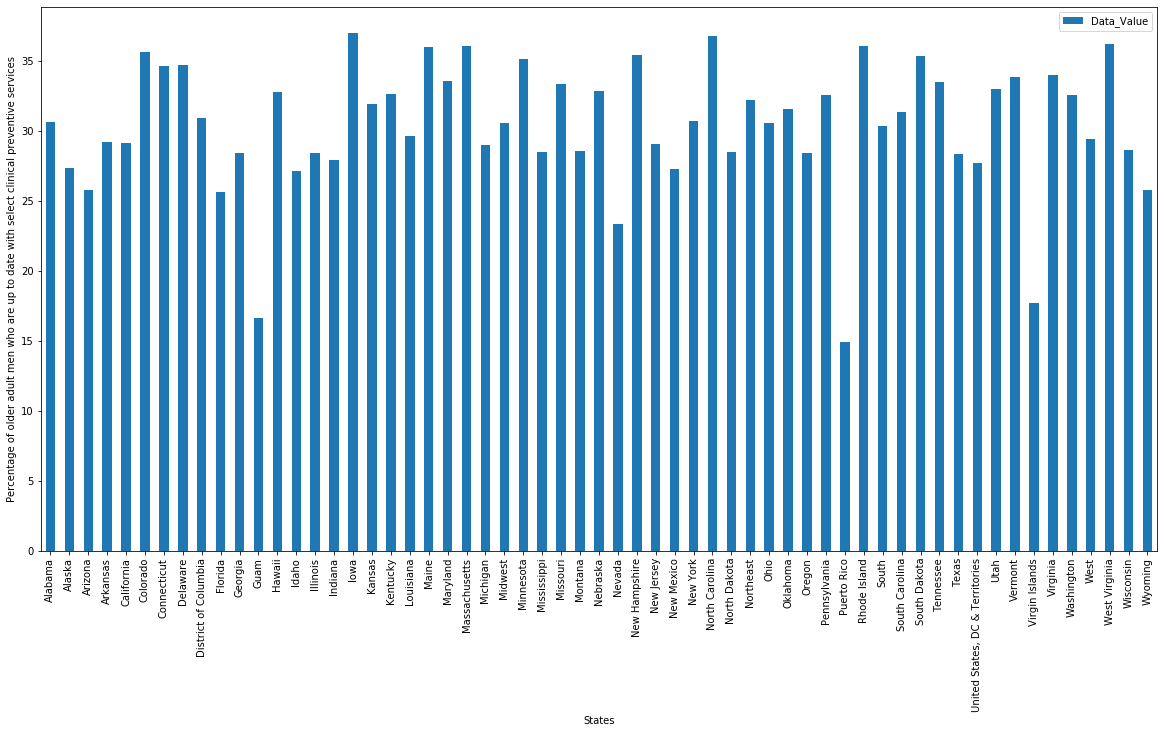 Data_Value
Percentage of older adult men who are up to date with select clinical preventive services
35
30
25
20
15
10
5
0
Alabama
Alaska
Arizona
Arkansas
California
Colorado
Connecticut
Delaware
District of Columbia
Florida
Georgia
Guam
Hawaii
Idaho
Illinois
Indiana
Iowa
Kansas
Kentucky
Louisiana
Maine
Maryland
Massachusetts
Michigan
Midwest
Minnesota
Mississippi
Missouri
Montana
Nebraska
Nevada
New Hampshire
New Jersey
New Mexico
New York
North Carolina
North Dakota
Northeast
Ohio
Oklahoma
Oregon
Pennsylvania
Puerto Rico
Rhode Island
South
South Carolina
South Dakota
Tennessee
Texas
United States, DC & Territories
Utah
Vermont
Virgin Islands
Virginia
Washington
West
West Virginia
Wisconsin
Wyoming
States